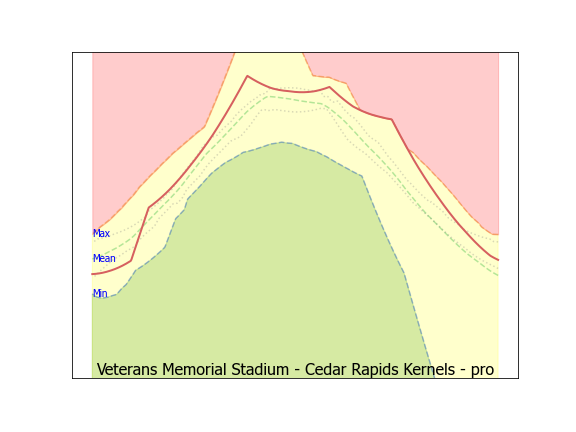 Max
Mean
Min
Veterans Memorial Stadium - Cedar Rapids Kernels - pro